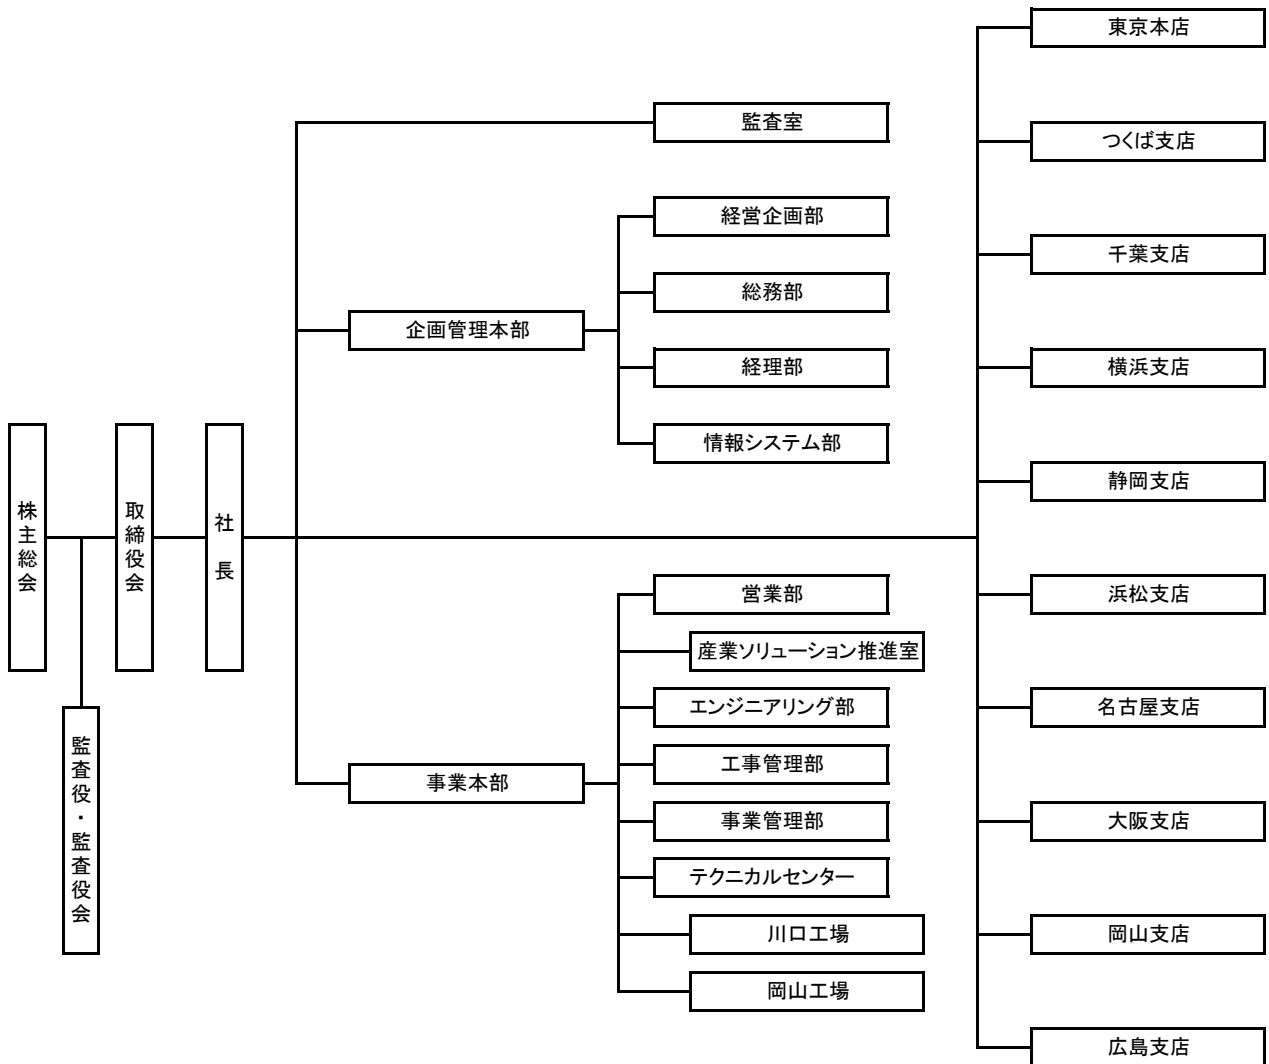 株主総会
監査役・監査役会
取締役会
社長
監査室
企画管理本部
経営企画部
総務部
経理部
情報システム部
事業本部
営業部
産業ソリューション推進室
エンジニアリング部
工事管理部
事業管理部
テクニカルセンター
川口工場
岡山工場
東京本店
つくば支店
千葉支店
横浜支店
静岡支店
浜松支店
名古屋支店
大阪支店
岡山支店
広島支店